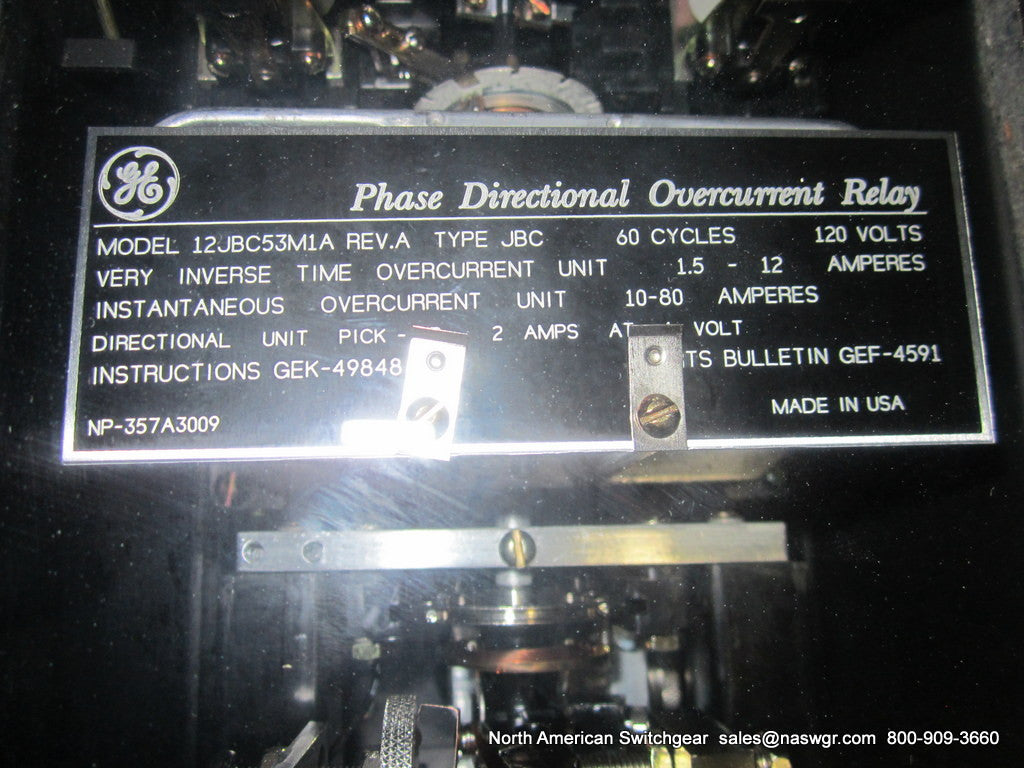 GE
Phase Directional Overcurrent Relay
MODEL 12JBC53M1A REV.A TYPE JBC 60 CYCLES 120 VOLTS
VERY INVERSE TIME OVERCURRENT UNIT 1.5 - 12 AMPERES
INSTANTANEOUS OVERCURRENT UNIT 10-80 AMPERES
DIRECTIONAL UNIT PICK - 2 AMPS AT VOLT
INSTRUCTIONS GEK-49848 BULLETIN GEF-4591
NP-357A3009 MADE IN USA
North American Switchgear sales@naswgr.com 800-909-3660